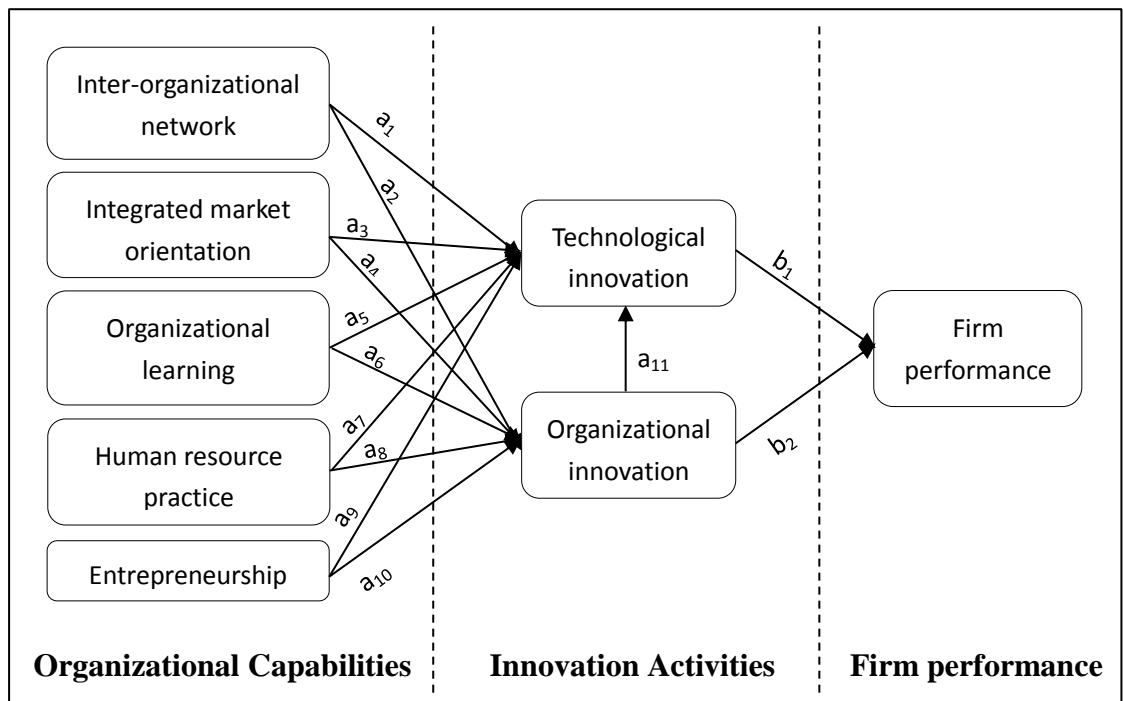 Inter-organizational
network
Integrated market
orientation
Organizational
learning
Human resource
practice
Entrepreneurship
a₁
a₂
a₃
a₄
a₅
a₆
a₇
a₈
a₉
a₁₀
Technological
innovation
a₁₁
Organizational
innovation
b₁
b₂
Firm
performance
Organizational Capabilities
Innovation Activities
Firm performance